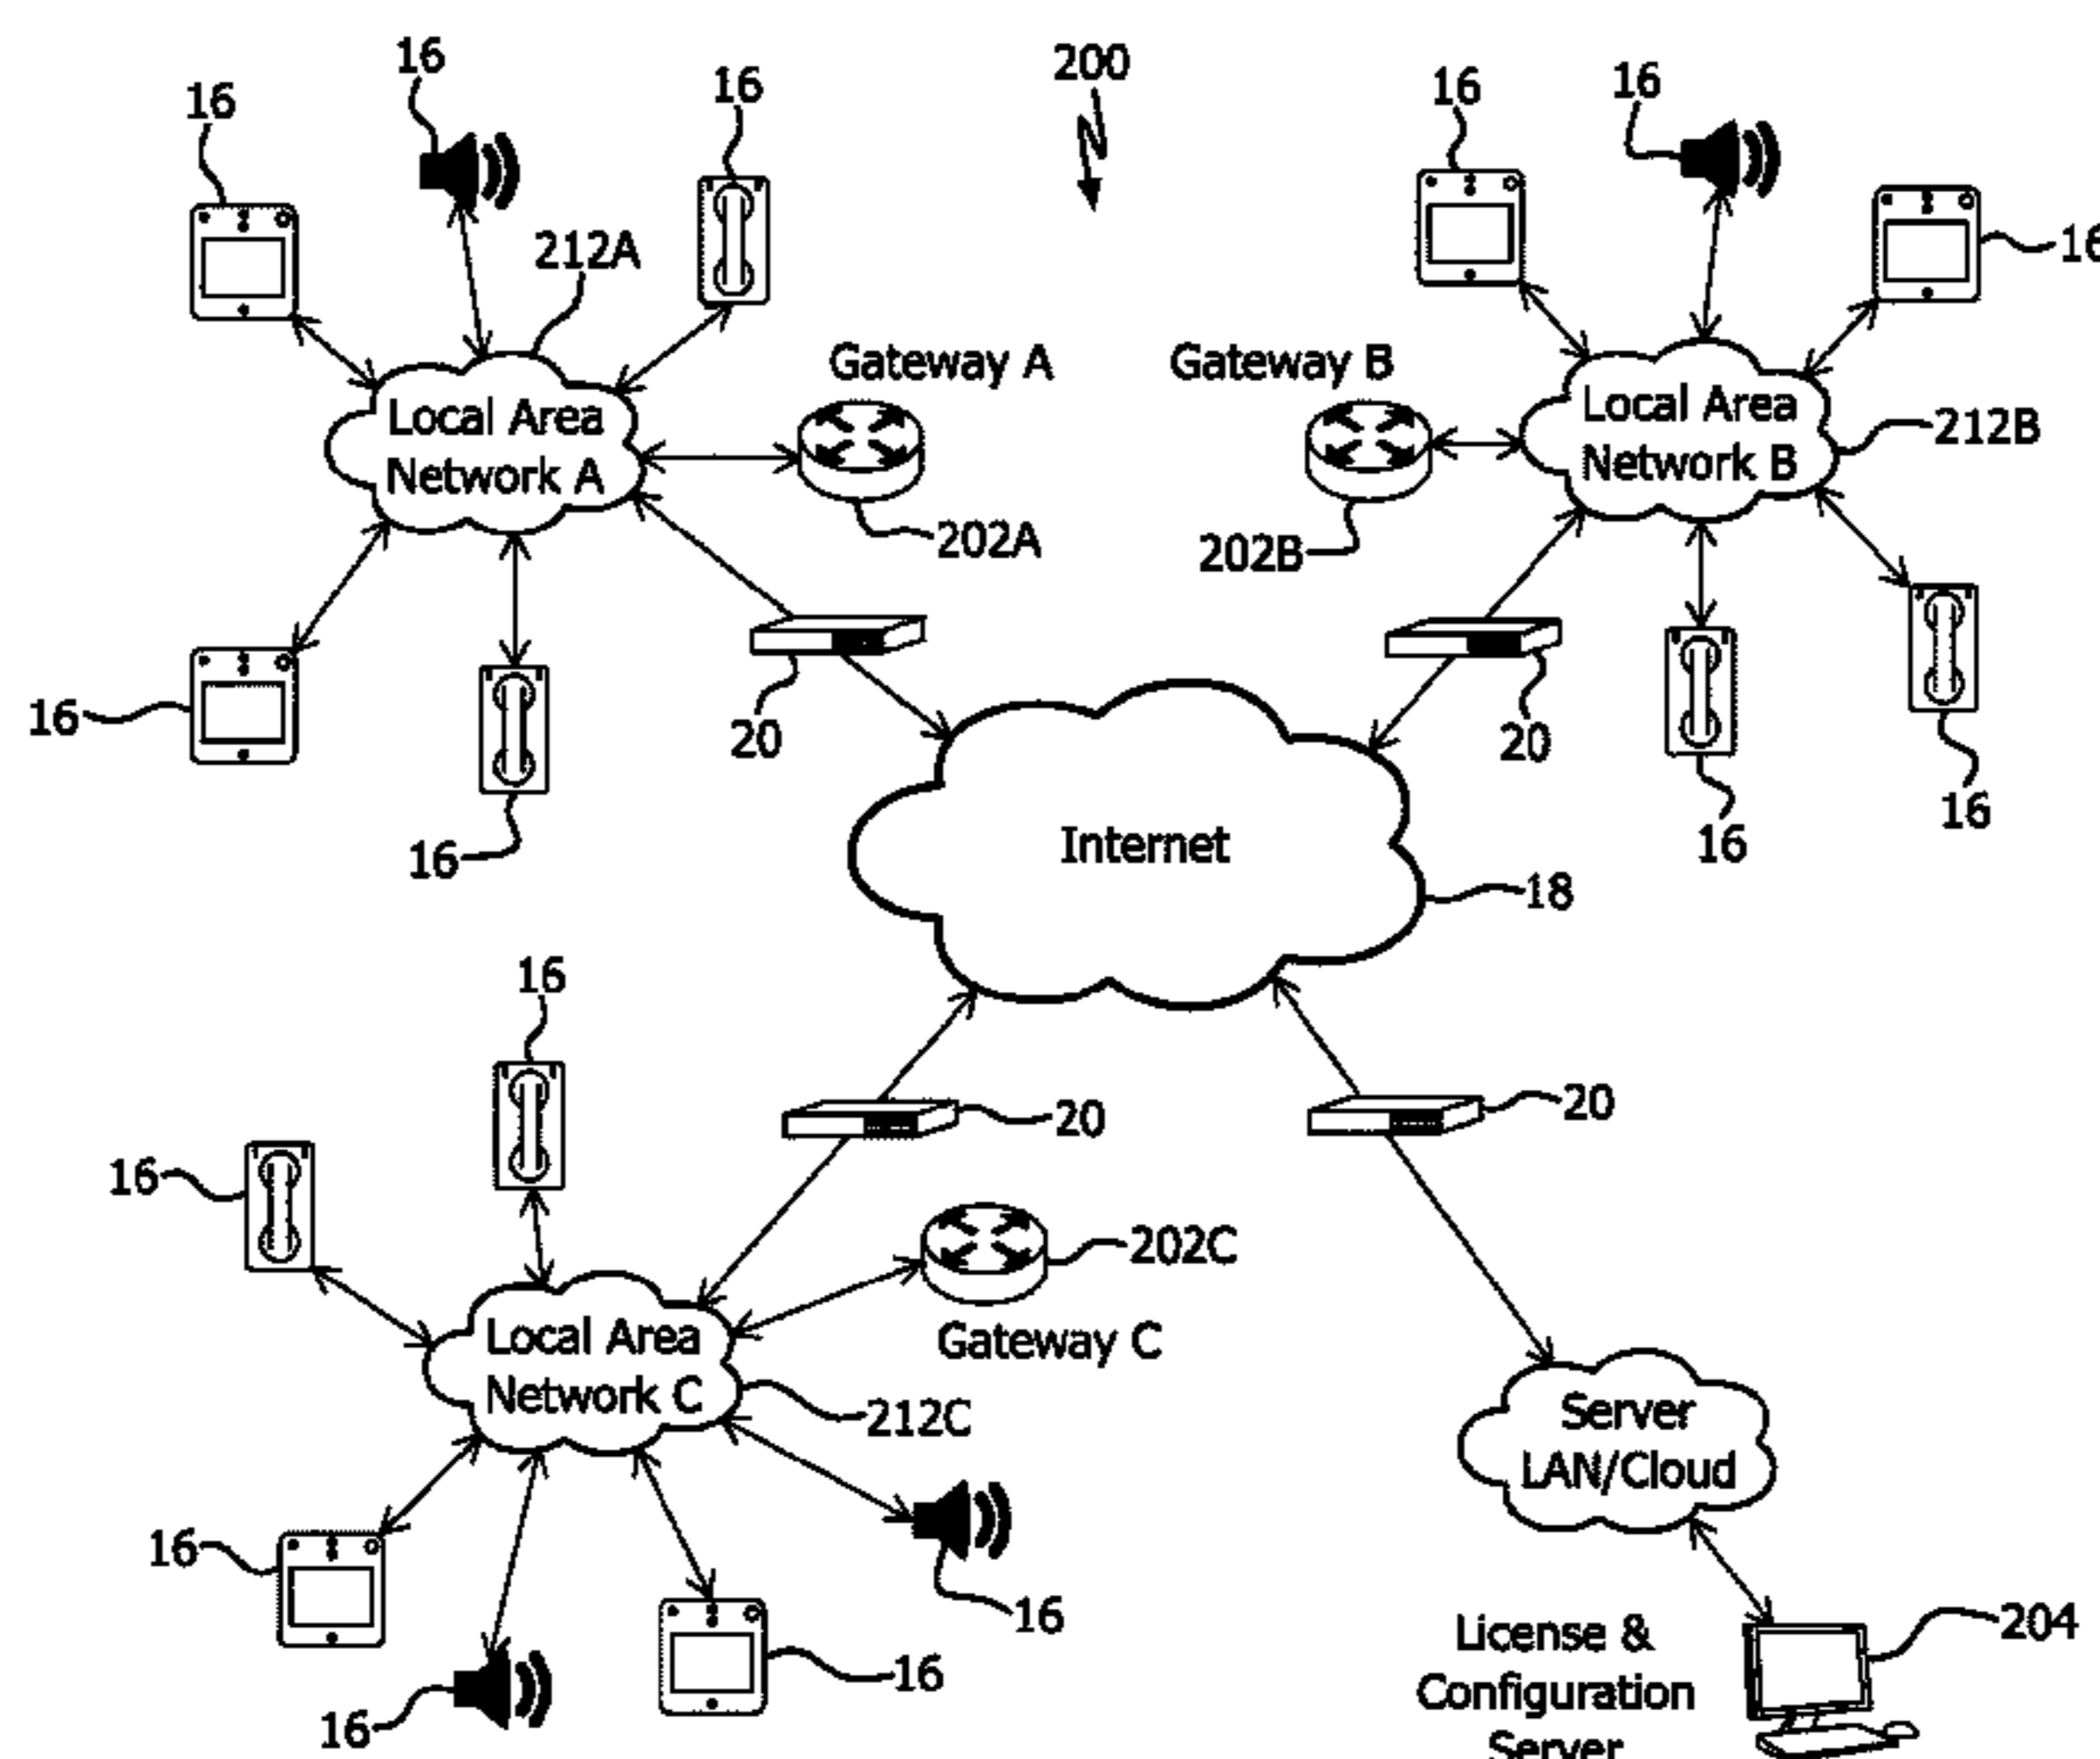 16
16
16
200
16
16
16
212A
Gateway A
Gateway B
Local Area
Network A
Local Area
Network B
212B
202A
202B
16
20
20
16
16
16
Internet
18
16
16
20
20
202C
Gateway C
Local Area
Network C
212C
Server
LAN/Cloud
16
16
16
16
License &
Configuration
Server
204